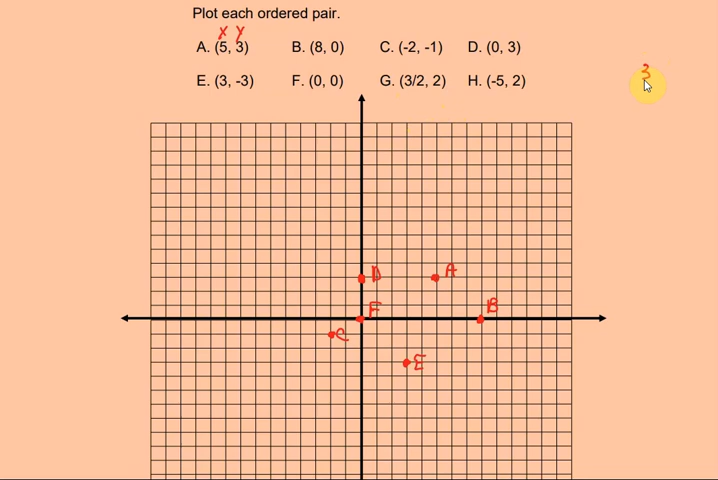 Plot each ordered pair.
x y
A. (5, 3) B. (8, 0) C. (-2, -1) D. (0, 3)
3
E. (3, -3) F. (0, 0) G. (3/2, 2) H. (-5, 2)
D A
F B
C
E